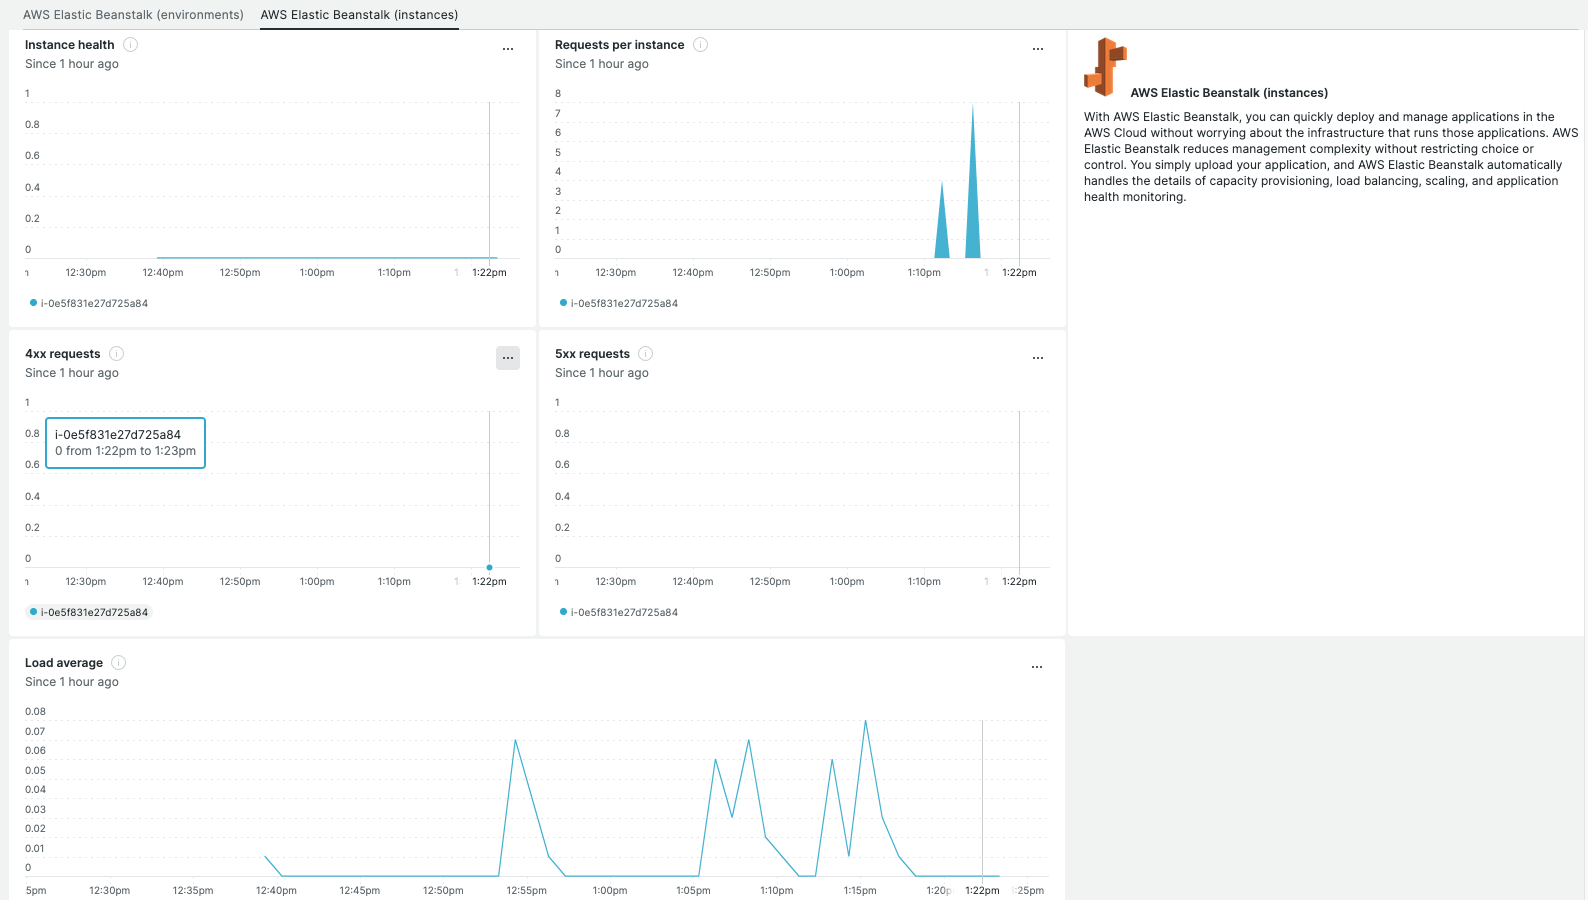 AWS Elastic Beanstalk (environments)
AWS Elastic Beanstalk (instances)
Instance health
Since 1 hour ago
1
0.8
0.6
0.4
0.2
0
12:30pm 12:40pm 12:50pm 1:00pm 1:10pm 1:22pm
i-0e5f831e27d725a84
Requests per instance
Since 1 hour ago
8
7
6
5
4
3
2
1
0
12:30pm 12:40pm 12:50pm 1:00pm 1:10pm 1:22pm
i-0e5f831e27d725a84
AWS Elastic Beanstalk (instances)
With AWS Elastic Beanstalk, you can quickly deploy and manage applications in the
AWS Cloud without worrying about the infrastructure that runs those applications. AWS
Elastic Beanstalk reduces management complexity without restricting choice or
control. You simply upload your application, and AWS Elastic Beanstalk automatically
handles the details of capacity provisioning, load balancing, scaling, and application
health monitoring.
4xx requests
Since 1 hour ago
1
0.8
0.6
0.4
0.2
0
i-0e5f831e27d725a84
0 from 1:22pm to 1:23pm
12:30pm 12:40pm 12:50pm 1:00pm 1:10pm 1:22pm
i-0e5f831e27d725a84
5xx requests
Since 1 hour ago
1
0.8
0.6
0.4
0.2
0
12:30pm 12:40pm 12:50pm 1:00pm 1:10pm 1:22pm
i-0e5f831e27d725a84
Load average
Since 1 hour ago
0.08
0.07
0.06
0.05
0.04
0.03
0.02
0.01
0
5pm 12:30pm 12:35pm 12:40pm 12:45pm 12:50pm 12:55pm 1:00pm 1:05pm 1:10pm 1:15pm 1:20p 1:22pm 1:25pm